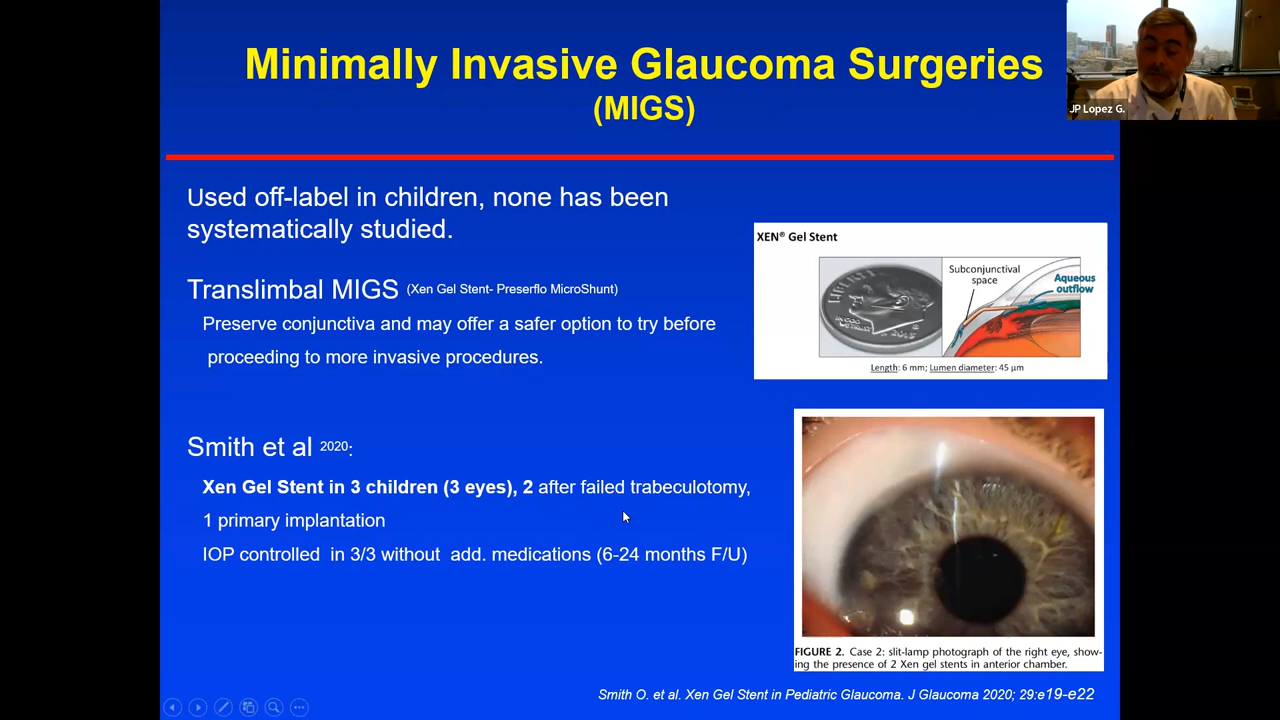 Minimally Invasive Glaucoma Surgeries
(MIGS)
JP Lopez G.
Used off-label in children, none has been
systematically studied.
Translimbal MIGS (Xen Gel Stent- Preserflo MicroShunt)
Preserve conjunctiva and may offer a safer option to try before
proceeding to more invasive procedures.
XEN® Gel Stent
Subconjunctival
space
Aqueous
outflow
LIBERTY
Length: 6 mm; Lumen diameter: 45 µm
Smith et al 2020:
Xen Gel Stent in 3 children (3 eyes), 2 after failed trabeculotomy,
1 primary implantation
IOP controlled in 3/3 without add. medications (6-24 months F/U)
FIGURE 2. Case 2: slit-lamp photograph of the right eye, show-
ing the presence of 2 Xen gel stents in anterior chamber.
Smith O. et al. Xen Gel Stent in Pediatric Glaucoma. J Glaucoma 2020; 29:e19-e22